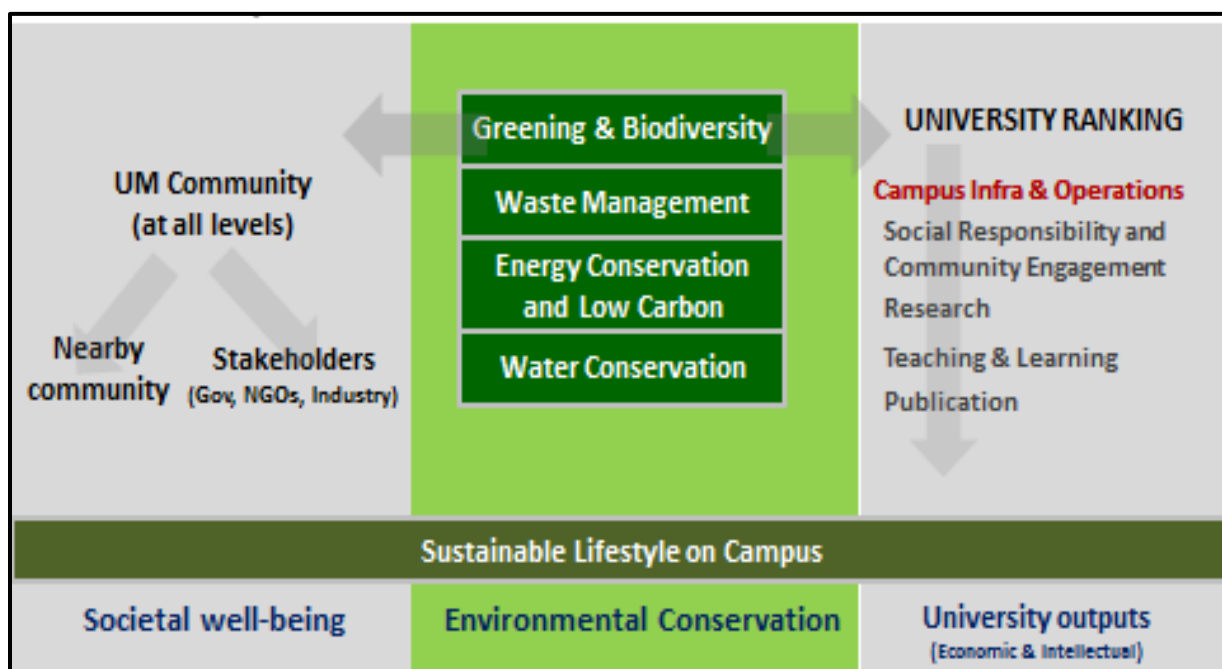 UM Community
(at all levels)
Nearby
community
Stakeholders
(Gov, NGOs, Industry)
Greening & Biodiversity
Waste Management
Energy Conservation
and Low Carbon
Water Conservation
UNIVERSITY RANKING
Campus Infra & Operations
Social Responsibility and
Community Engagement
Research
Teaching & Learning
Publication
Sustainable Lifestyle on Campus
Societal well-being
Environmental Conservation
University outputs
(Economic & Intellectual)